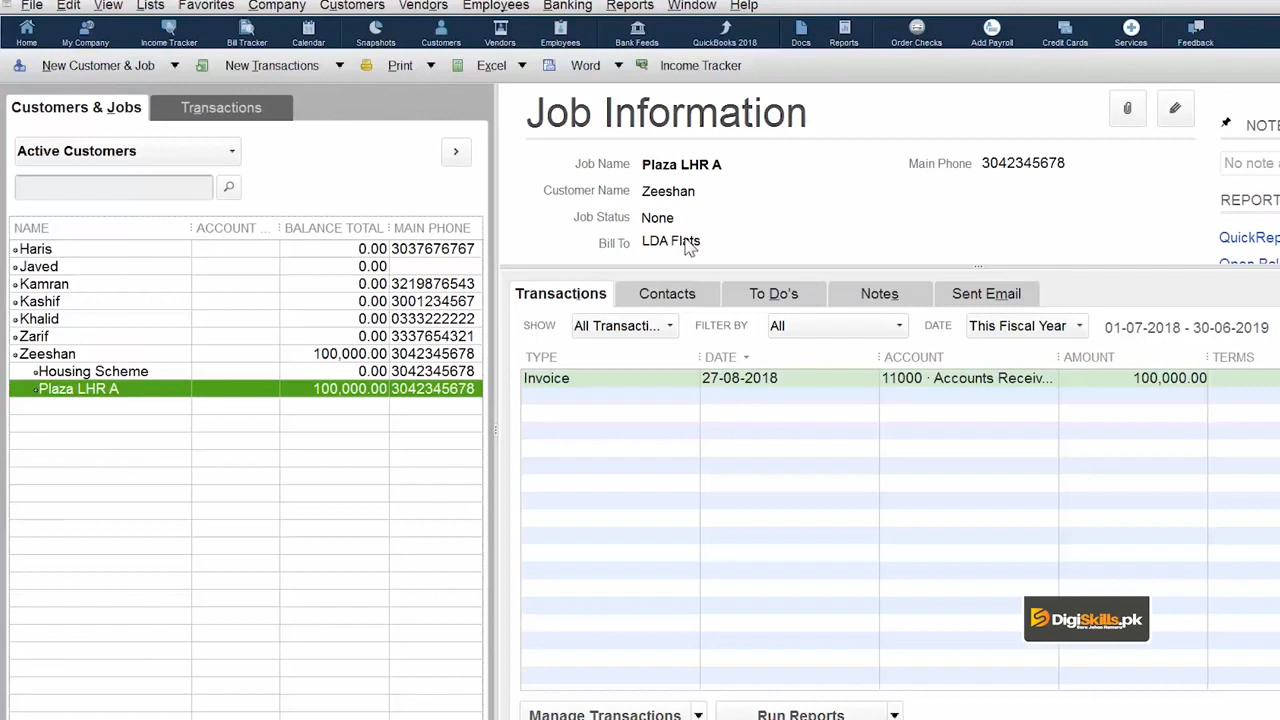 File Edit View Lists Favorites Company Customers Vendors Employees Banking Reports Window Help
Home My Company Income Tracker Bill Tracker Calendar Snapshots Customers Vendors Employees Bank Feeds QuickBooks 2018 Docs Reports Order Checks Add Payroll Credit Cards Services Feedback
New Customer & Job New Transactions Print Excel Word Income Tracker
Customers & Jobs Transactions
Active Customers
NAME ACCOUNT ... BALANCE TOTAL MAIN PHONE
Haris 0.00 3037676767
Javed 0.00
Kamran 0.00 3219876543
Kashif 0.00 3001234567
Khalid 0.00 0333222222
Zarif 0.00 3337654321
Zeeshan 100,000.00 3042345678
Housing Scheme 0.00 3042345678
Plaza LHR A 100,000.00 3042345678
Job Information
Job Name Plaza LHR A Main Phone 3042345678
Customer Name Zeeshan
Job Status None
Bill To LDA Flats
NOTE
No note
REPORT
QuickRep
Transactions Contacts To Do's Notes Sent Email
SHOW All Transacti... FILTER BY All DATE This Fiscal Year 01-07-2018 - 30-06-2019
TYPE DATE ACCOUNT AMOUNT TERMS
Invoice 27-08-2018 11000 · Accounts Receiv... 100,000.00
DigiSkills.pk
Manage Transactions Run Reports